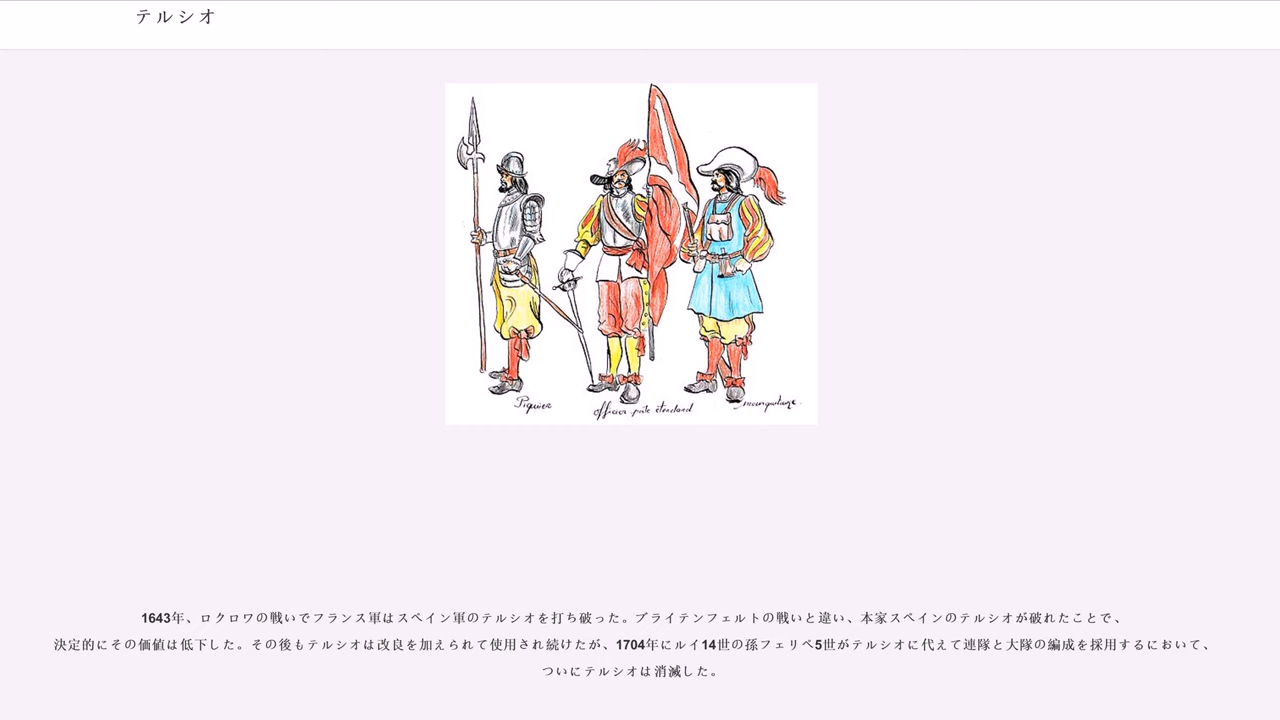 テルシオ
Piquier
officier porte étendard
mousquetaire
1643年、ロクロワの戦いでフランス軍はスペイン軍のテルシオを打ち破った。ブライテンフェルトの戦いと違い、本家スペインのテルシオが破れたことで、
決定的にその価値は低下した。その後もテルシオは改良を加えられて使用され続けたが、1704年にルイ14世の孫フェリペ5世がテルシオに代えて連隊と大隊の編成を採用するにおいて、
ついにテルシオは消滅した。